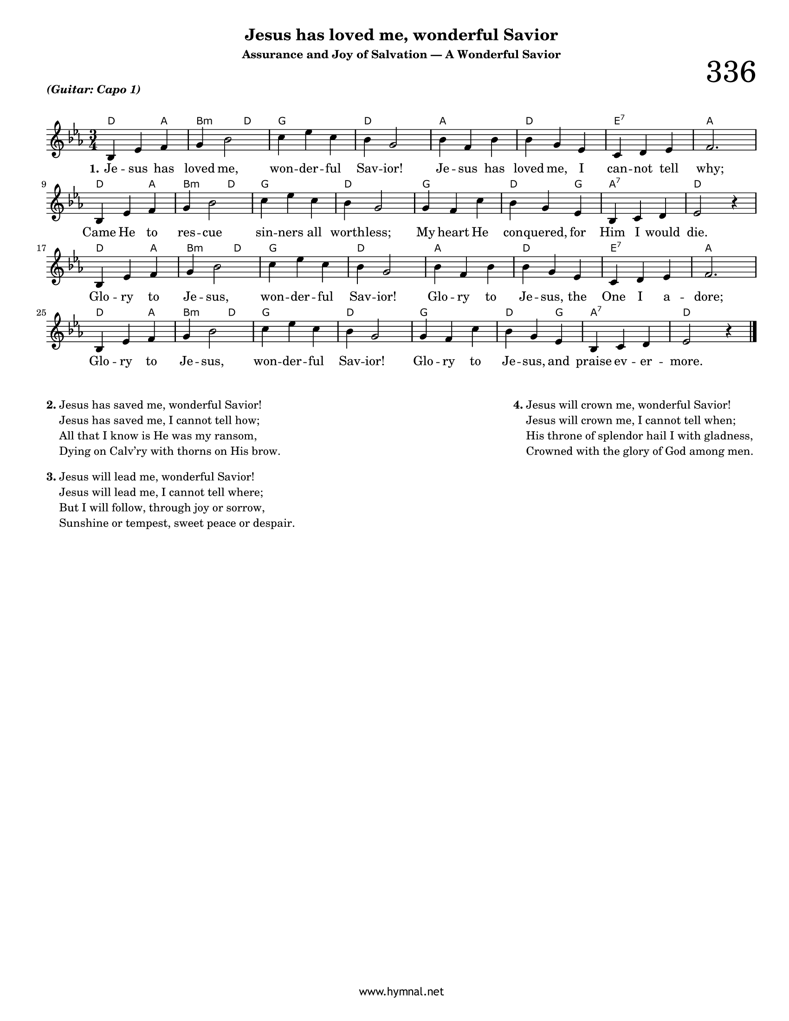 Jesus has loved me, wonderful Savior
Assurance and Joy of Salvation — A Wonderful Savior
336
(Guitar: Capo 1)
D A Bm D G D A D E7 A
3
4
1. Je - sus has loved me, won - der - ful Sav - ior! Je - sus has loved me, I can - not tell why;
9
D A Bm D G D G D G A7 D
Came He to res - cue sin - ners all worthless; My heart He conquered, for Him I would die.
17
D A Bm D G D A D E7 A
Glo - ry to Je - sus, won - der - ful Sav - ior! Glo - ry to Je - sus, the One I a - dore;
25
D A Bm D G D G D G A7 D
Glo - ry to Je - sus, won - der - ful Sav - ior! Glo - ry to Je - sus, and praise ev - er - more.
2. Jesus has saved me, wonderful Savior!
Jesus has saved me, I cannot tell how;
All that I know is He was my ransom,
Dying on Calv'ry with thorns on His brow.
3. Jesus will lead me, wonderful Savior!
Jesus will lead me, I cannot tell where;
But I will follow, through joy or sorrow,
Sunshine or tempest, sweet peace or despair.
4. Jesus will crown me, wonderful Savior!
Jesus will crown me, I cannot tell when;
His throne of splendor hail I with gladness,
Crowned with the glory of God among men.
www.hymnal.net